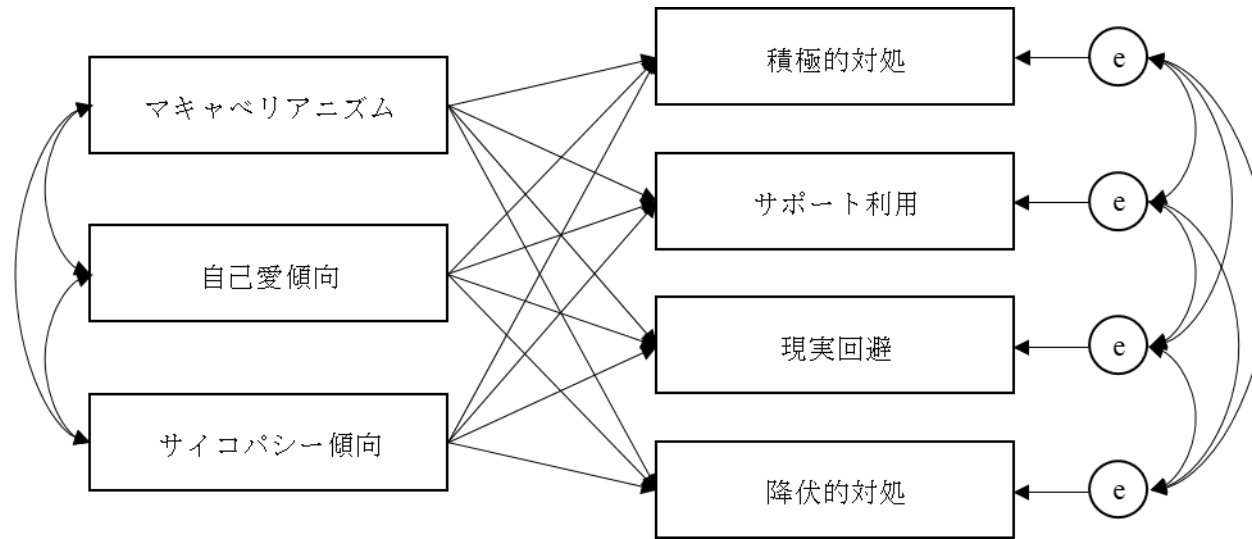 マキャベリアニズム
自己愛傾向
サイコパシー傾向
積極的対処
サポート利用
現実回避
降伏的対処
e
e
e
e